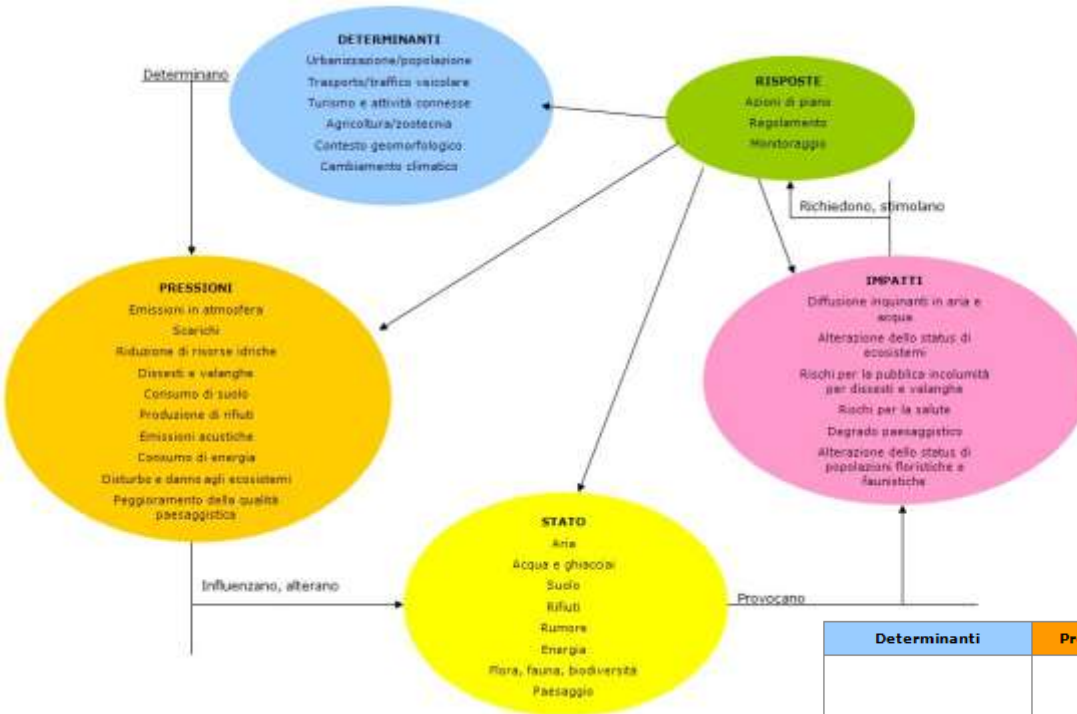 DETERMINANTI
Urbanizzazione/popolazione
Trasporto/traffico veicolare
Turismo e attività connesse
Agricoltura/zootecnia
Contesto geomorfologico
Cambiamento climatico
Determinano
RISPOSTE
Azioni di piano
Regolamento
Monitoraggio
Richiedono, stimolano
PRESSIONI
Emissioni in atmosfera
Scarichi
Riduzione di risorse idriche
Dissesti e valanghe
Consumo di suolo
Produzione di rifiuti
Emissioni acustiche
Consumo di energia
Disturbo e danno agli ecosistemi
Peggioramento della qualità
paesaggistica
IMPATTI
Diffusione inquinanti in aria e
acqua
Alterazione dello status di
ecosistemi
Rischi per la pubblica incolumità
per dissesti e valanghe
Rischi per la salute
Degrado paesaggistico
Alterazione dello status di
popolazioni floristiche e
faunistiche
Influenzano, alterano
STATO
Aria
Acqua e ghiacciai
Suolo
Rifiuti
Rumore
Energia
Flora, fauna, biodiversità
Paesaggio
Provocano
Determinanti
Pr